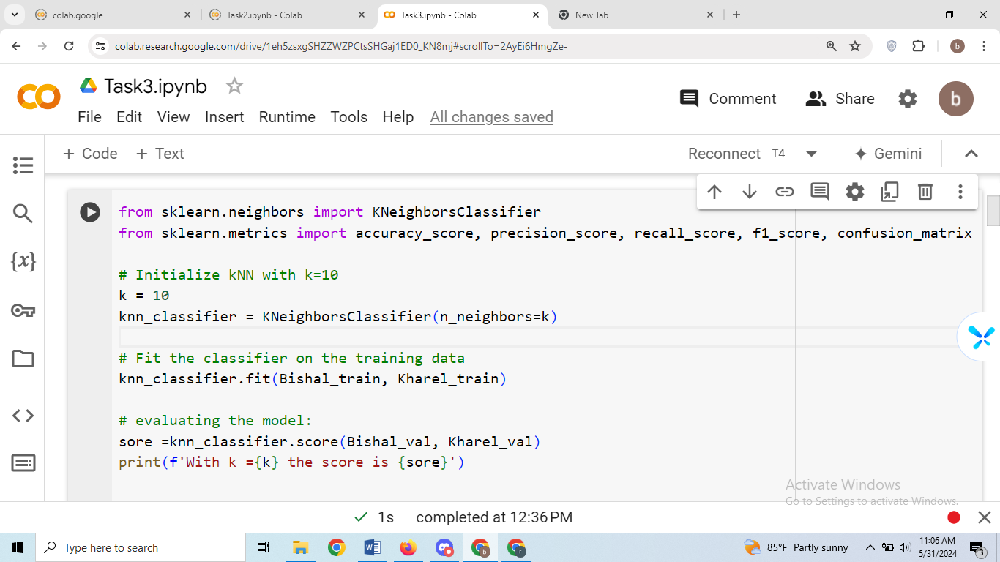 colab.google
Task2.ipynb - Colab
Task3.ipynb - Colab
New Tab
colab.research.google.com/drive/1eh5zsxgSHZZWZPCtsSHGaj1ED0_KN8mj#scrollTo=2AyEi6HmgZe-
b
Task3.ipynb
Comment
Share
b
File Edit View Insert Runtime Tools Help All changes saved
+ Code + Text
Reconnect T4
Gemini
from sklearn.neighbors import KNeighborsClassifier
from sklearn.metrics import accuracy_score, precision_score, recall_score, f1_score, confusion_matrix
# Initialize kNN with k=10
k = 10
knn_classifier = KNeighborsClassifier(n_neighbors=k)
# Fit the classifier on the training data
knn_classifier.fit(Bishal_train, Kharel_train)
# evaluating the model:
sore =knn_classifier.score(Bishal_val, Kharel_val)
print(f'With k ={k} the score is {sore}')
{x}
Activate Windows
Go to Settings to activate Windows.
1s completed at 12:36 PM
Type here to search
85°F Partly sunny
11:06 AM
5/31/2024
3